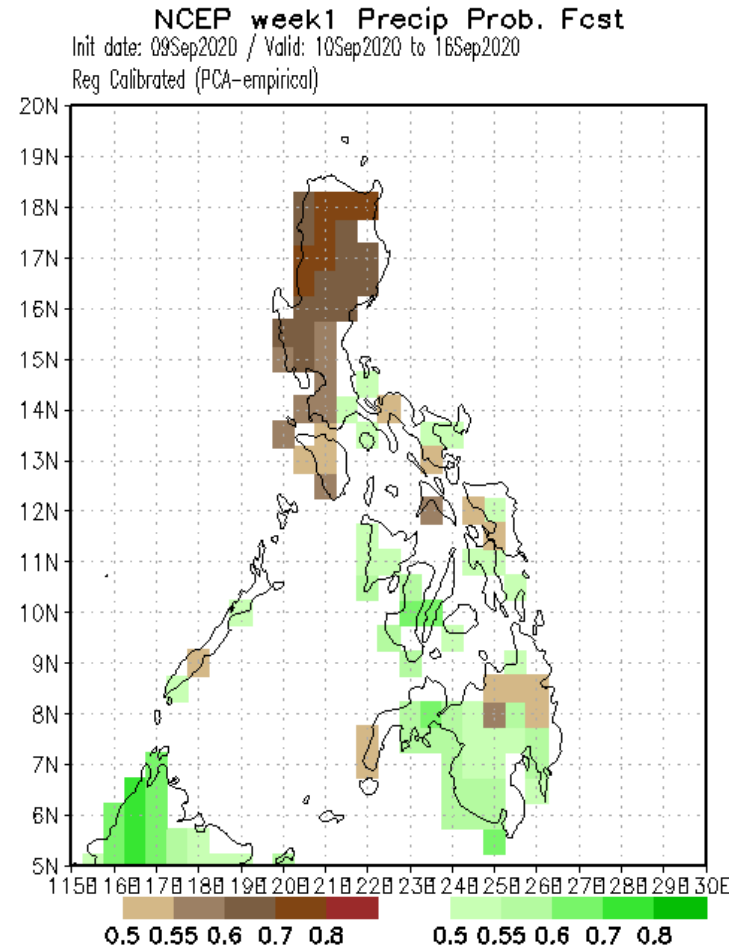 NCEP week1 Precip Prob. Fcst
Init date: 09Sep2020 / Valid: 10Sep2020 to 16Sep2020
Reg Calibrated (PCA-empirical)
20N
19N
18N
17N
16N
15N
14N
13N
12N
11N
10N
9N
8N
7N
6N
5N
115E 116E 117E 118E 119E 120E 121E 122E 123E 124E 125E 126E 127E 128E 129E 130E
0.5 0.55 0.6 0.7 0.8 0.5 0.55 0.6 0.7 0.8